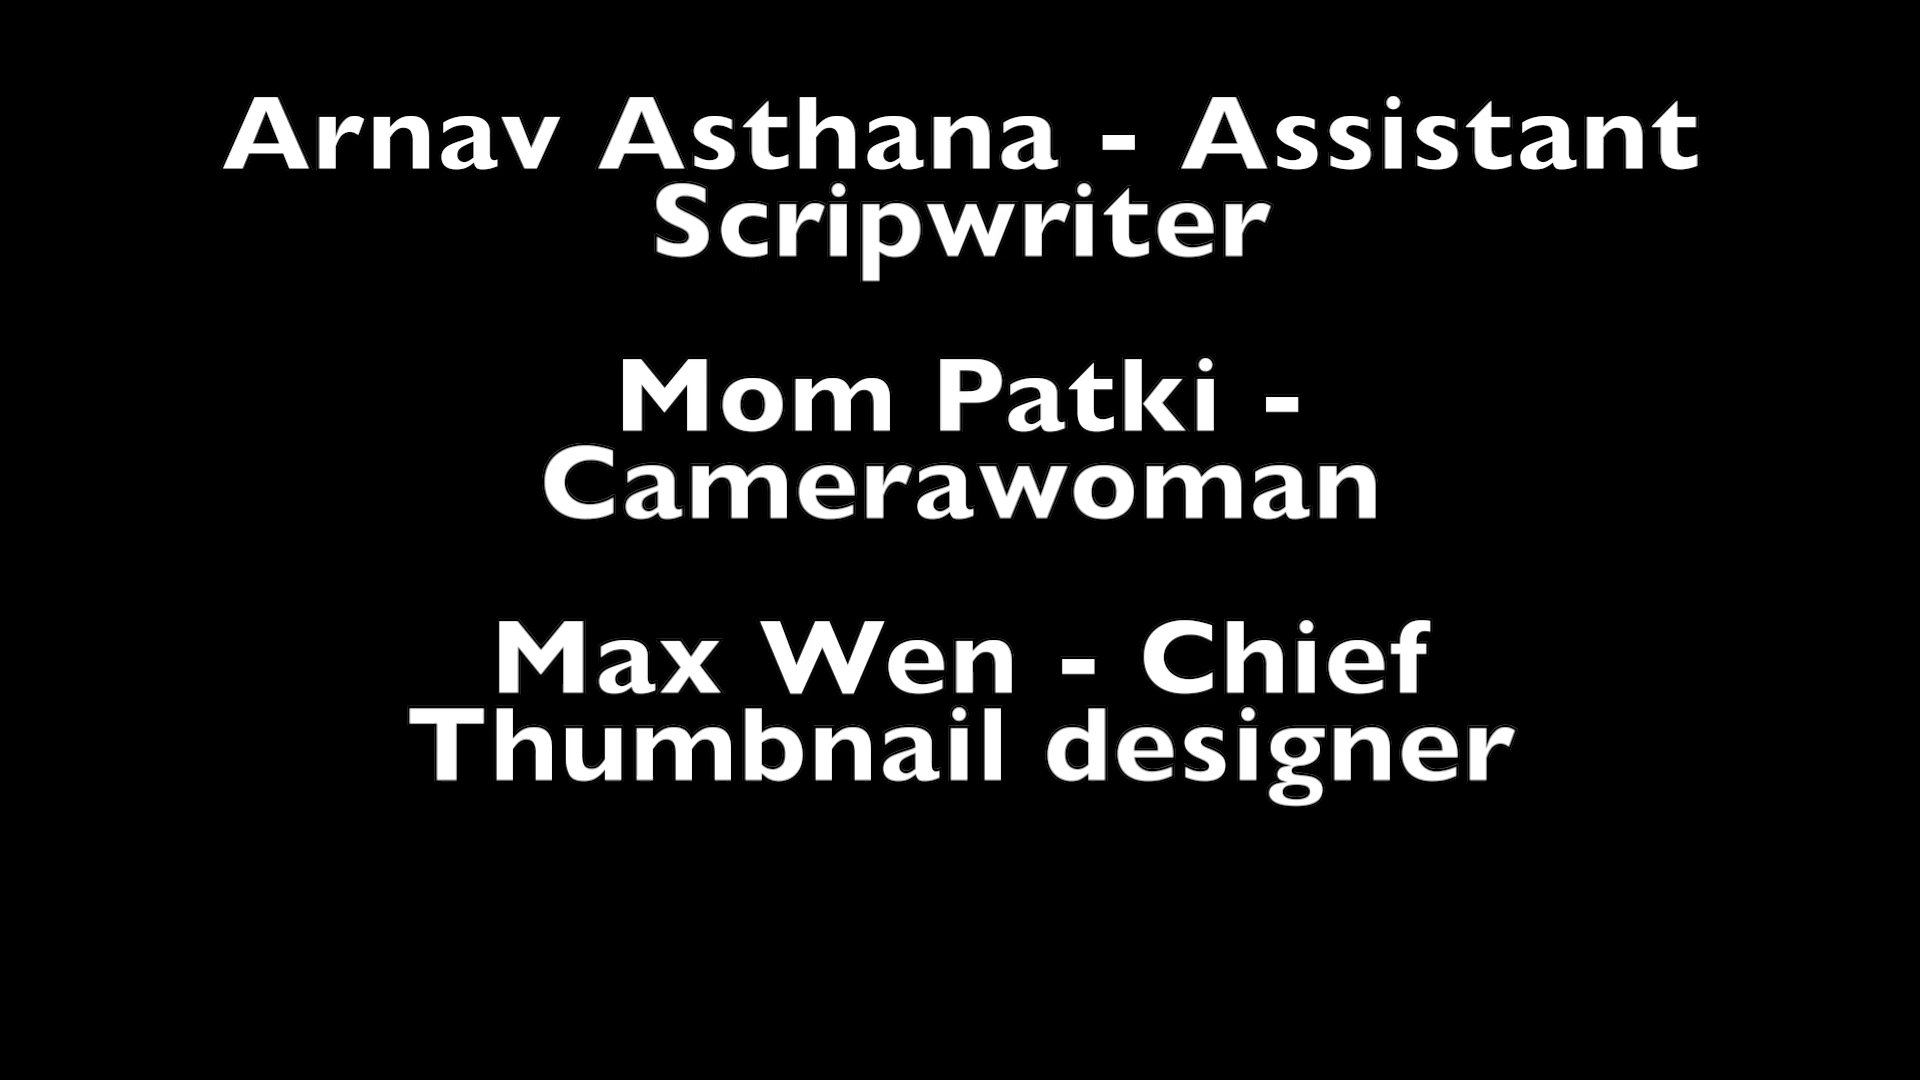 Arnav Asthana - Assistant
Scripwriter
Mom Patki -
Camerawoman
Max Wen - Chief
Thumbnail designer